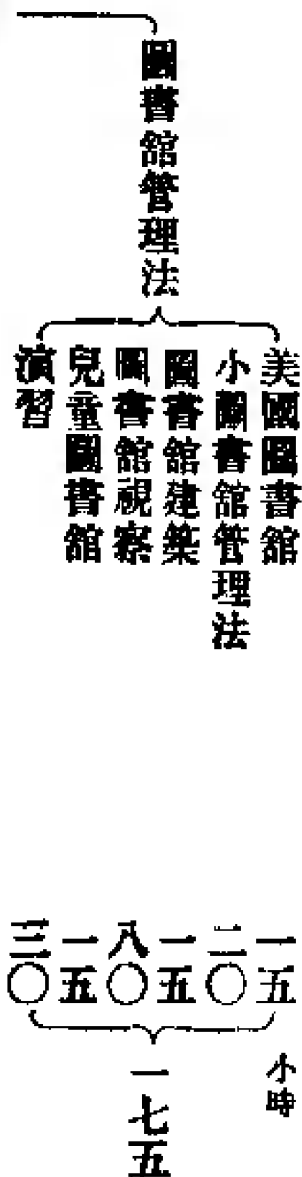 圖書館管理法
美國圖書館
小圖書館管理法
圖書館建築
圖書館視察
兒童圖書館
演習
一五
二〇
一五
八〇
一五
三〇
小時
一七五